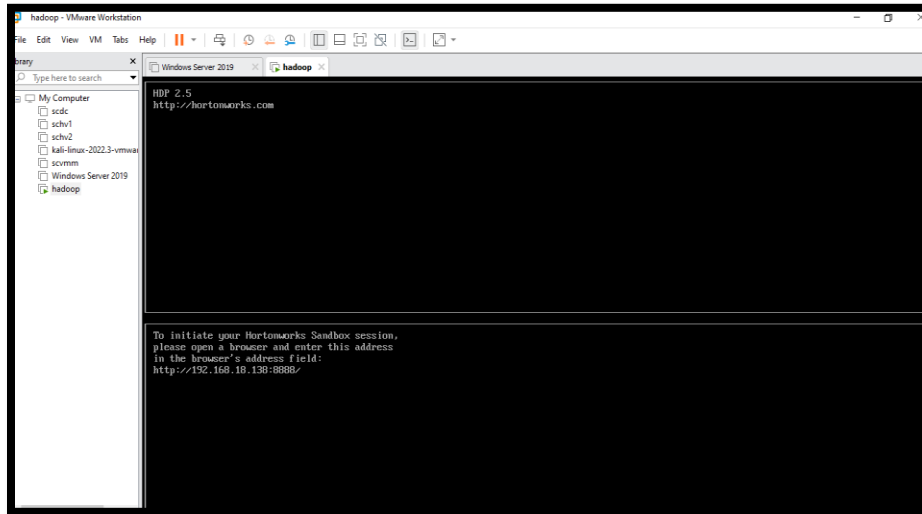 hadoop - VMware Workstation
File Edit View VM Tabs Help
Library
Type here to search
My Computer
scdc
schv1
schv2
kali-linux-2022.3-vmwar
scvmm
Windows Server 2019
hadoop
Windows Server 2019
hadoop
HDP 2.5
http://hortonworks.com
To initiate your Hortonworks Sandbox session,
please open a browser and enter this address
in the browser's address field:
http://192.168.18.138:8888/